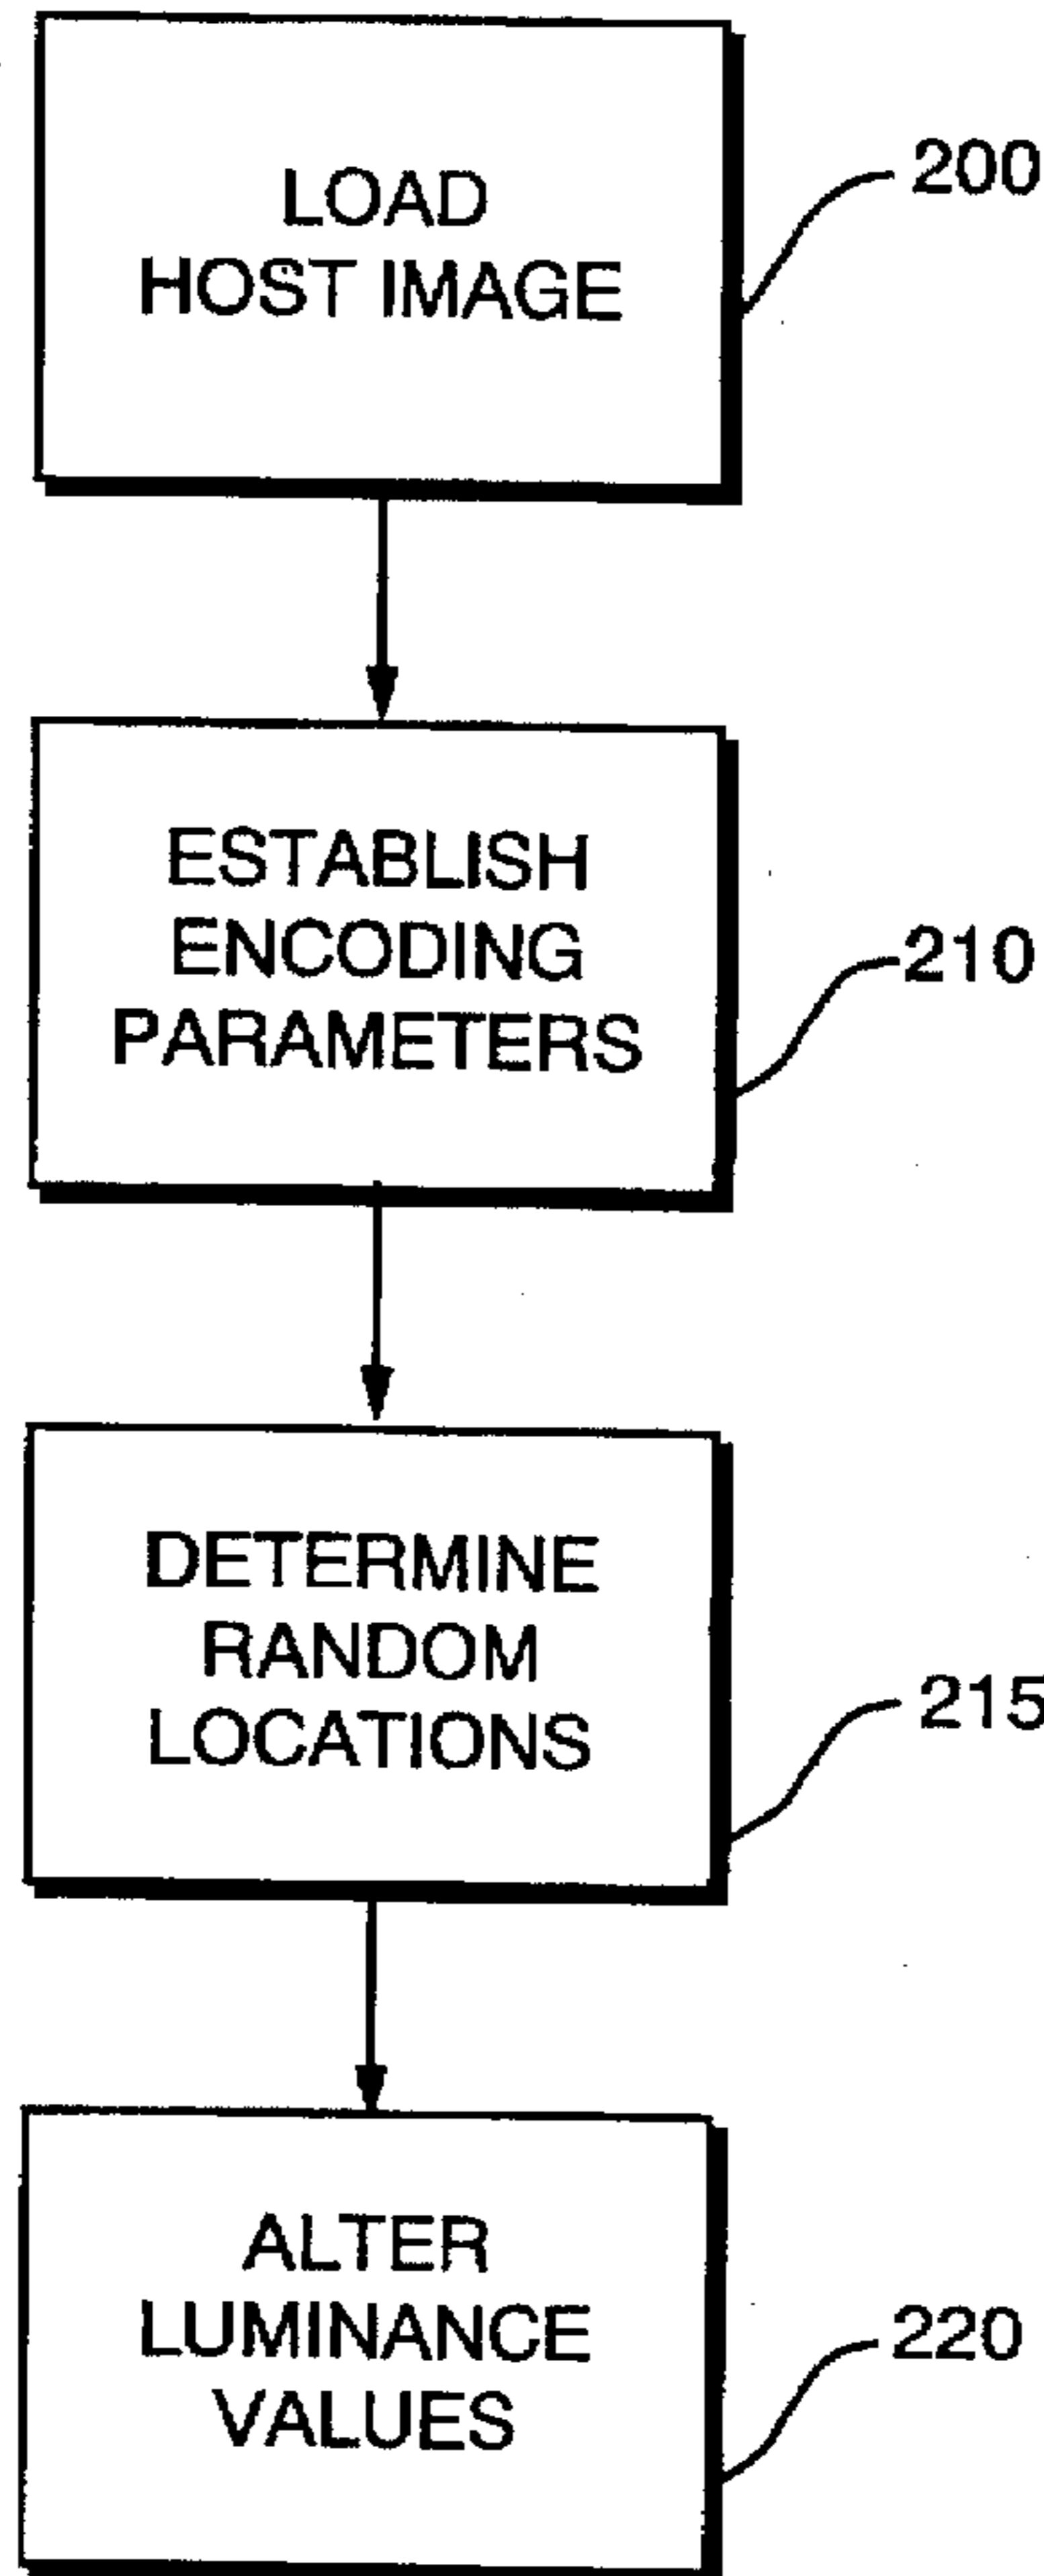 LOAD
HOST IMAGE
200
ESTABLISH
ENCODING
PARAMETERS
210
DETERMINE
RANDOM
LOCATIONS
215
ALTER
LUMINANCE
VALUES
220